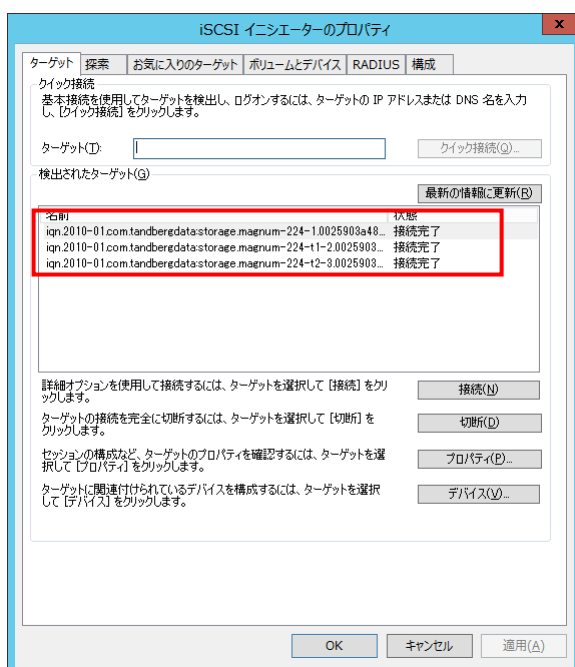 iSCSI イニシエーターのプロパティ
x
ターゲット 探索 お気に入りのターゲット ボリュームとデバイス RADIUS 構成
クイック接続
基本接続を使用してターゲットを検出し、ログオンするには、ターゲットの IP アドレスまたは DNS 名を入力
し、[クイック接続] をクリックします。
ターゲット(T): クイック接続(Q)...
検出されたターゲット(G)
最新の情報に更新(R)
名前 状態
iqn.2010-01.com.tandbergdata:storage.magnum-224-1.0025903a48... 接続完了
iqn.2010-01.com.tandbergdata:storage.magnum-224-t1-2.0025903... 接続完了
iqn.2010-01.com.tandbergdata:storage.magnum-224-t2-3.0025903... 接続完了
詳細オプションを使用して接続するには、ターゲットを選択して [接続] をクリ
ックします。
接続(N)
ターゲットの接続を完全に切断するには、ターゲットを選択して [切断] を
クリックします。
切断(D)
セッションの構成など、ターゲットのプロパティを確認するには、ターゲットを選
択して [プロパティ] をクリックします。
プロパティ(P)...
ターゲットに関連付けられているデバイスを構成するには、ターゲットを選択
して [デバイス] をクリックします。
デバイス(V)...
OK キャンセル 適用(A)